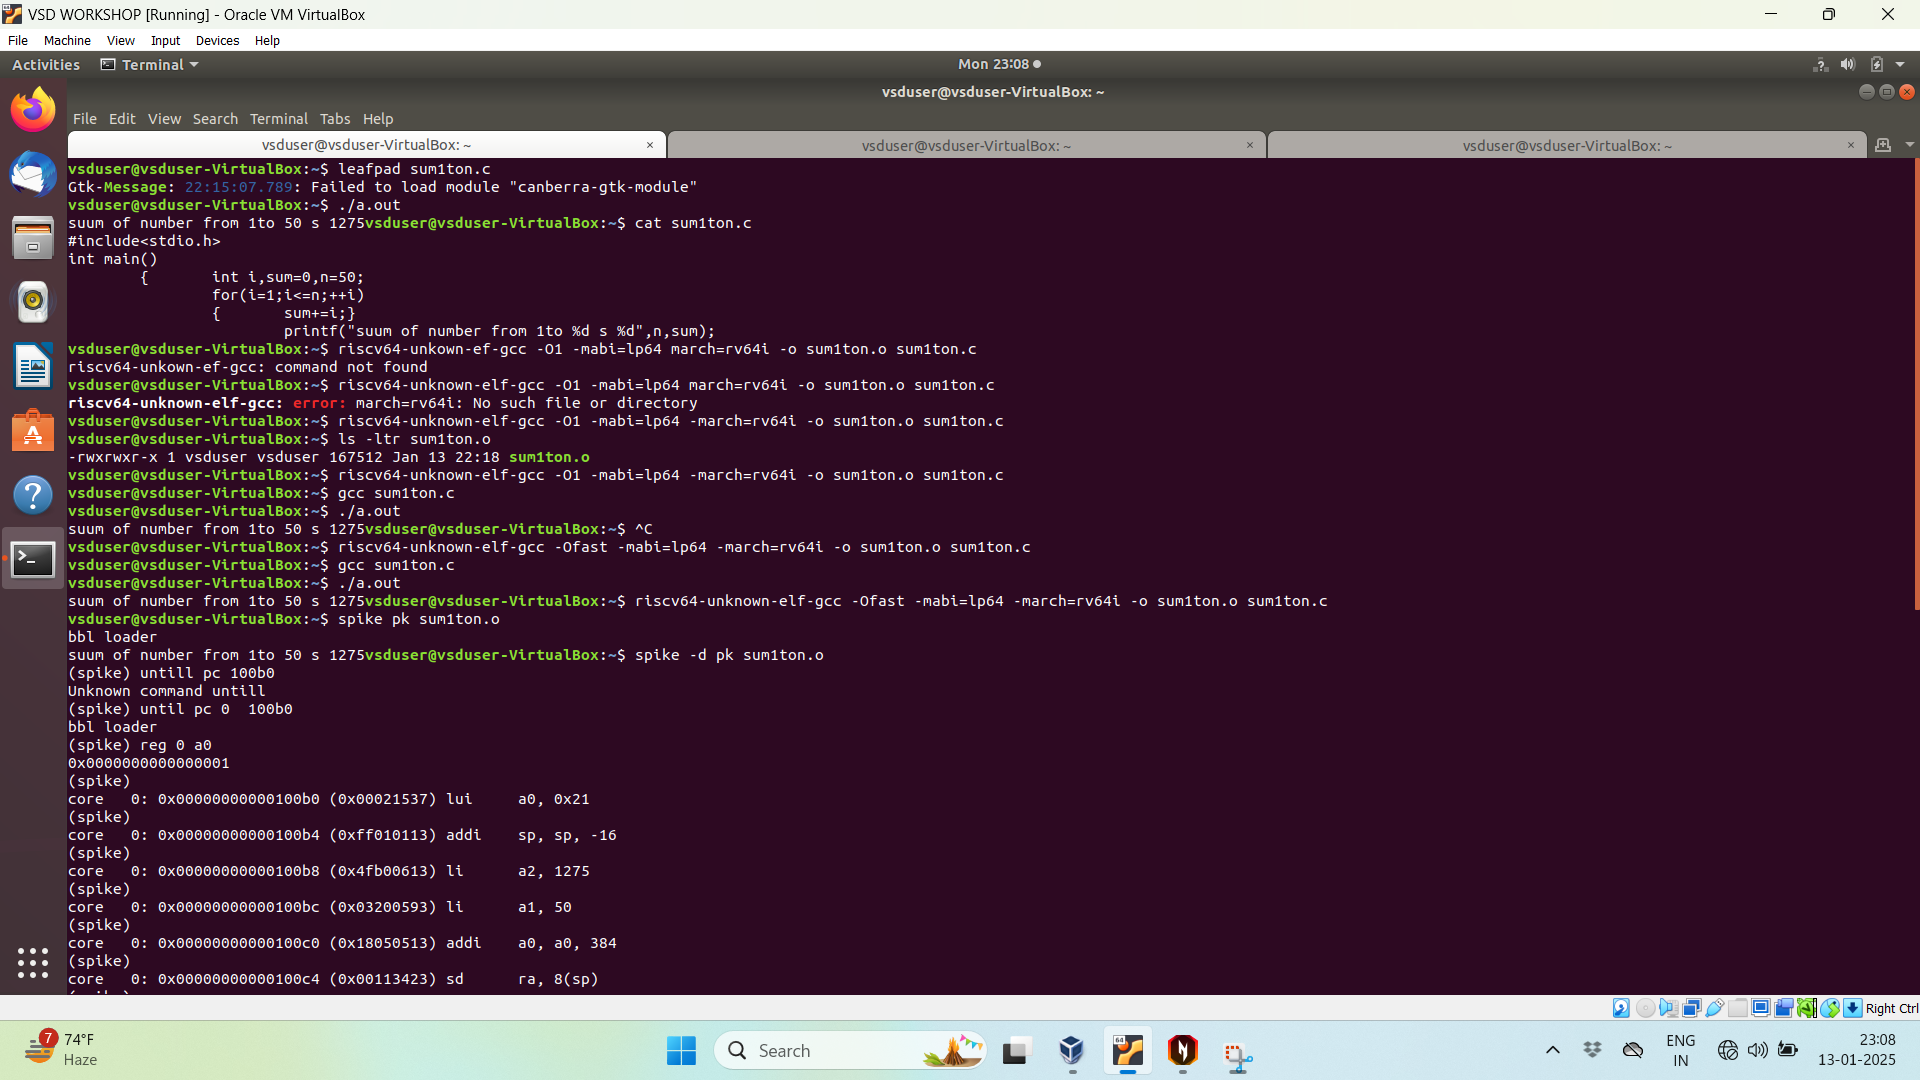 VSD WORKSHOP [Running] - Oracle VM VirtualBox
File Machine View Input Devices Help
Activities Terminal Mon 23:08
vsduser@vsduser-VirtualBox: ~
File Edit View Search Terminal Tabs Help
vsduser@vsduser-VirtualBox: ~ × vsduser@vsduser-VirtualBox: ~ × vsduser@vsduser-VirtualBox: ~ ×
vsduser@vsduser-VirtualBox:~$ leafpad sum1ton.c
Gtk-Message: 22:15:07.789: Failed to load module "canberra-gtk-module"
vsduser@vsduser-VirtualBox:~$ ./a.out
suum of number from 1to 50 s 1275vsduser@vsduser-VirtualBox:~$ cat sum1ton.c
#include<stdio.h>
int main()
        {       int i,sum=0,n=50;
                for(i=1;i<=n;++i)
                {       sum+=i;}
                        printf("suum of number from 1to %d s %d",n,sum);
vsduser@vsduser-VirtualBox:~$ riscv64-unkown-ef-gcc -O1 -mabi=lp64 march=rv64i -o sum1ton.o sum1ton.c
riscv64-unkown-ef-gcc: command not found
vsduser@vsduser-VirtualBox:~$ riscv64-unknown-elf-gcc -O1 -mabi=lp64 march=rv64i -o sum1ton.o sum1ton.c
riscv64-unknown-elf-gcc: error: march=rv64i: No such file or directory
vsduser@vsduser-VirtualBox:~$ riscv64-unknown-elf-gcc -O1 -mabi=lp64 -march=rv64i -o sum1ton.o sum1ton.c
vsduser@vsduser-VirtualBox:~$ ls -ltr sum1ton.o
-rwxrwxr-x 1 vsduser vsduser 167512 Jan 13 22:18 sum1ton.o
vsduser@vsduser-VirtualBox:~$ riscv64-unknown-elf-gcc -O1 -mabi=lp64 -march=rv64i -o sum1ton.o sum1ton.c
vsduser@vsduser-VirtualBox:~$ gcc sum1ton.c
vsduser@vsduser-VirtualBox:~$ ./a.out
suum of number from 1to 50 s 1275vsduser@vsduser-VirtualBox:~$ ^C
vsduser@vsduser-VirtualBox:~$ riscv64-unknown-elf-gcc -Ofast -mabi=lp64 -march=rv64i -o sum1ton.o sum1ton.c
vsduser@vsduser-VirtualBox:~$ gcc sum1ton.c
vsduser@vsduser-VirtualBox:~$ ./a.out
suum of number from 1to 50 s 1275vsduser@vsduser-VirtualBox:~$ riscv64-unknown-elf-gcc -Ofast -mabi=lp64 -march=rv64i -o sum1ton.o sum1ton.c
vsduser@vsduser-VirtualBox:~$ spike pk sum1ton.o
bbl loader
suum of number from 1to 50 s 1275vsduser@vsduser-VirtualBox:~$ spike -d pk sum1ton.o
(spike) untill pc 100b0
Unknown command untill
(spike) until pc 0  100b0
bbl loader
(spike) reg 0 a0
0x0000000000000001
(spike)
core   0: 0x00000000000100b0 (0x00021537) lui     a0, 0x21
(spike)
core   0: 0x00000000000100b4 (0xff010113) addi    sp, sp, -16
(spike)
core   0: 0x00000000000100b8 (0x4fb00613) li      a2, 1275
(spike)
core   0: 0x00000000000100bc (0x03200593) li      a1, 50
(spike)
core   0: 0x00000000000100c0 (0x18050513) addi    a0, a0, 384
(spike)
core   0: 0x00000000000100c4 (0x00113423) sd      ra, 8(sp)
Right Ctrl
7 74°F
Haze
Search
64
ENG
IN
23:08
13-01-2025